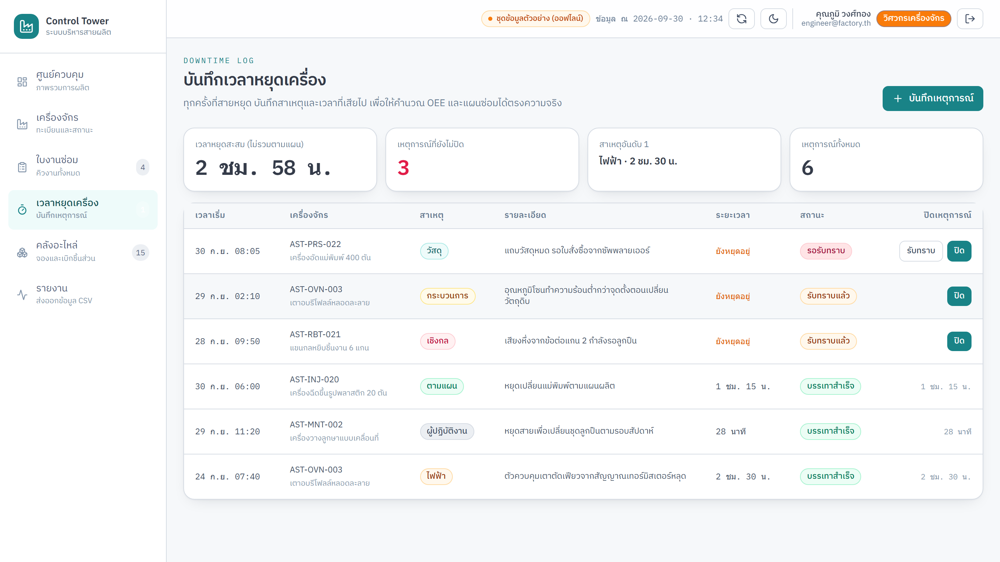 Control Tower
ระบบบริหารสายผลิต
ชุดข้อมูลตัวอย่าง (ออฟไลน์)
ข้อมูล ณ 2026-09-30 · 12:34
คุณภูมิ วงศ์ทอง
engineer@factory.th
วิศวกรเครื่องจักร
ศูนย์ควบคุม
ภาพรวมการผลิต
เครื่องจักร
ทะเบียนและสถานะ
ใบงานซ่อม
คิวงานทั้งหมด
4
เวลาหยุดเครื่อง
บันทึกเหตุการณ์
1
คลังอะไหล่
จองและเบิกชิ้นส่วน
15
รายงาน
ส่งออกข้อมูล CSV
DOWNTIME LOG
บันทึกเวลาหยุดเครื่อง
ทุกครั้งที่สายหยุด บันทึกสาเหตุและเวลาที่เสียไป เพื่อให้คำนวณ OEE และแผนซ่อมได้ตรงความจริง
บันทึกเหตุการณ์
เวลาหยุดสะสม (ไม่รวมตามแผน)
2 ชม. 58 น.
เหตุการณ์ที่ยังไม่ปิด
3
สาเหตุอันดับ 1
ไฟฟ้า · 2 ชม. 30 น.
เหตุการณ์ทั้งหมด
6
เวลาเริ่ม เครื่องจักร สาเหตุ รายละเอียด ระยะเวลา สถานะ ปิดเหตุการณ์
30 ก.ย. 08:05 AST-PRS-022 วัสดุ แถบวัสดุหมด รอใบสั่งซื้อจากซัพพลายเออร์ ยังหยุดอยู่ รอรับทราบ รับทราบ ปิด
เครื่องอัดแม่พิมพ์ 400 ตัน
29 ก.ย. 02:10 AST-OVN-003 กระบวนการ อุณหภูมิโซนทำความร้อนต่ำกว่าจุดตั้งตอนเปลี่ยน ยังหยุดอยู่ รับทราบแล้ว ปิด
เตาอบรีโฟลล์หลอดละลาย วัตถุดิบ
28 ก.ย. 09:50 AST-RBT-021 เชิงกล เสียงหึ่งจากข้อต่อแกน 2 กำลังรอลูกปืน ยังหยุดอยู่ รับทราบแล้ว ปิด
แขนกลหยิบชิ้นงาน 6 แกน
30 ก.ย. 06:00 AST-INJ-020 ตามแผน หยุดเปลี่ยนแม่พิมพ์ตามแผนผลิต 1 ชม. 15 น. บรรเทาสำเร็จ 1 ชม. 15 น.
เครื่องฉีดขึ้นรูปพลาสติก 20 ตัน
29 ก.ย. 11:20 AST-MNT-002 ผู้ปฏิบัติงาน หยุดสายเพื่อเปลี่ยนชุดลูกปืนตามรอบสัปดาห์ 28 นาที บรรเทาสำเร็จ 28 นาที
เครื่องวางลูกษาแบบเคลื่อนที่
24 ก.ย. 07:40 AST-OVN-003 ไฟฟ้า ตัวควบคุมเตาตัดเฟียวจากสัญญาณเทอร์มิสเตอร์หลุด 2 ชม. 30 น. บรรเทาสำเร็จ 2 ชม. 30 น.
เตาอบรีโฟลล์หลอดละลาย